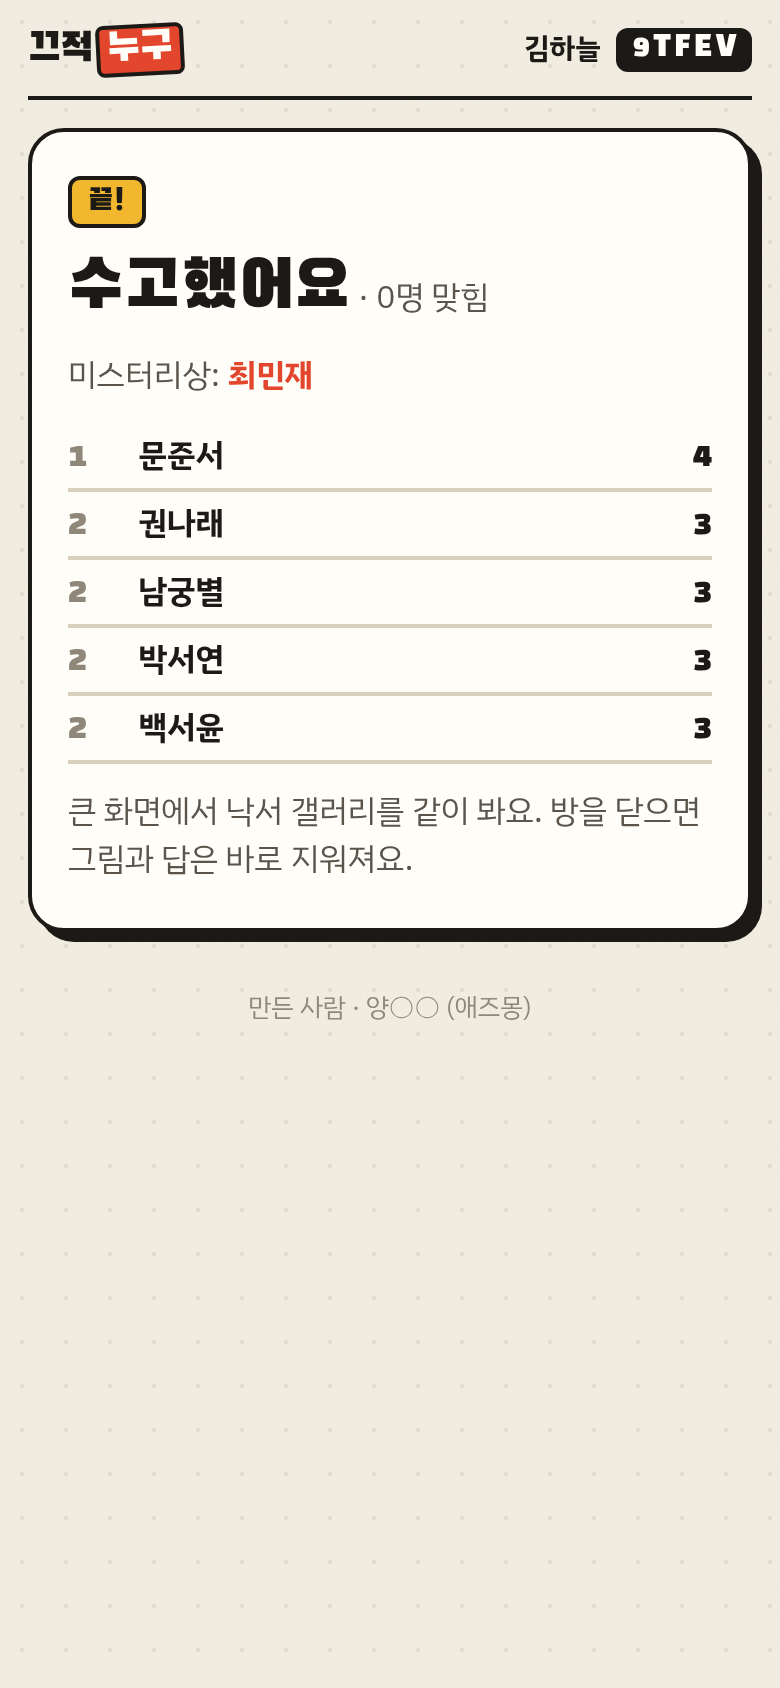 끄적누구
김하늘 9TFEV
끝!
수고했어요 · 0명 맞힘
미스터리상: 최민재
1 문준서 4
2 권나래 3
2 남궁별 3
2 박서연 3
2 백서윤 3
큰 화면에서 낙서 갤러리를 같이 봐요. 방을 닫으면
그림과 답은 바로 지워져요.
만든 사람 · 양○○ (애즈몽)